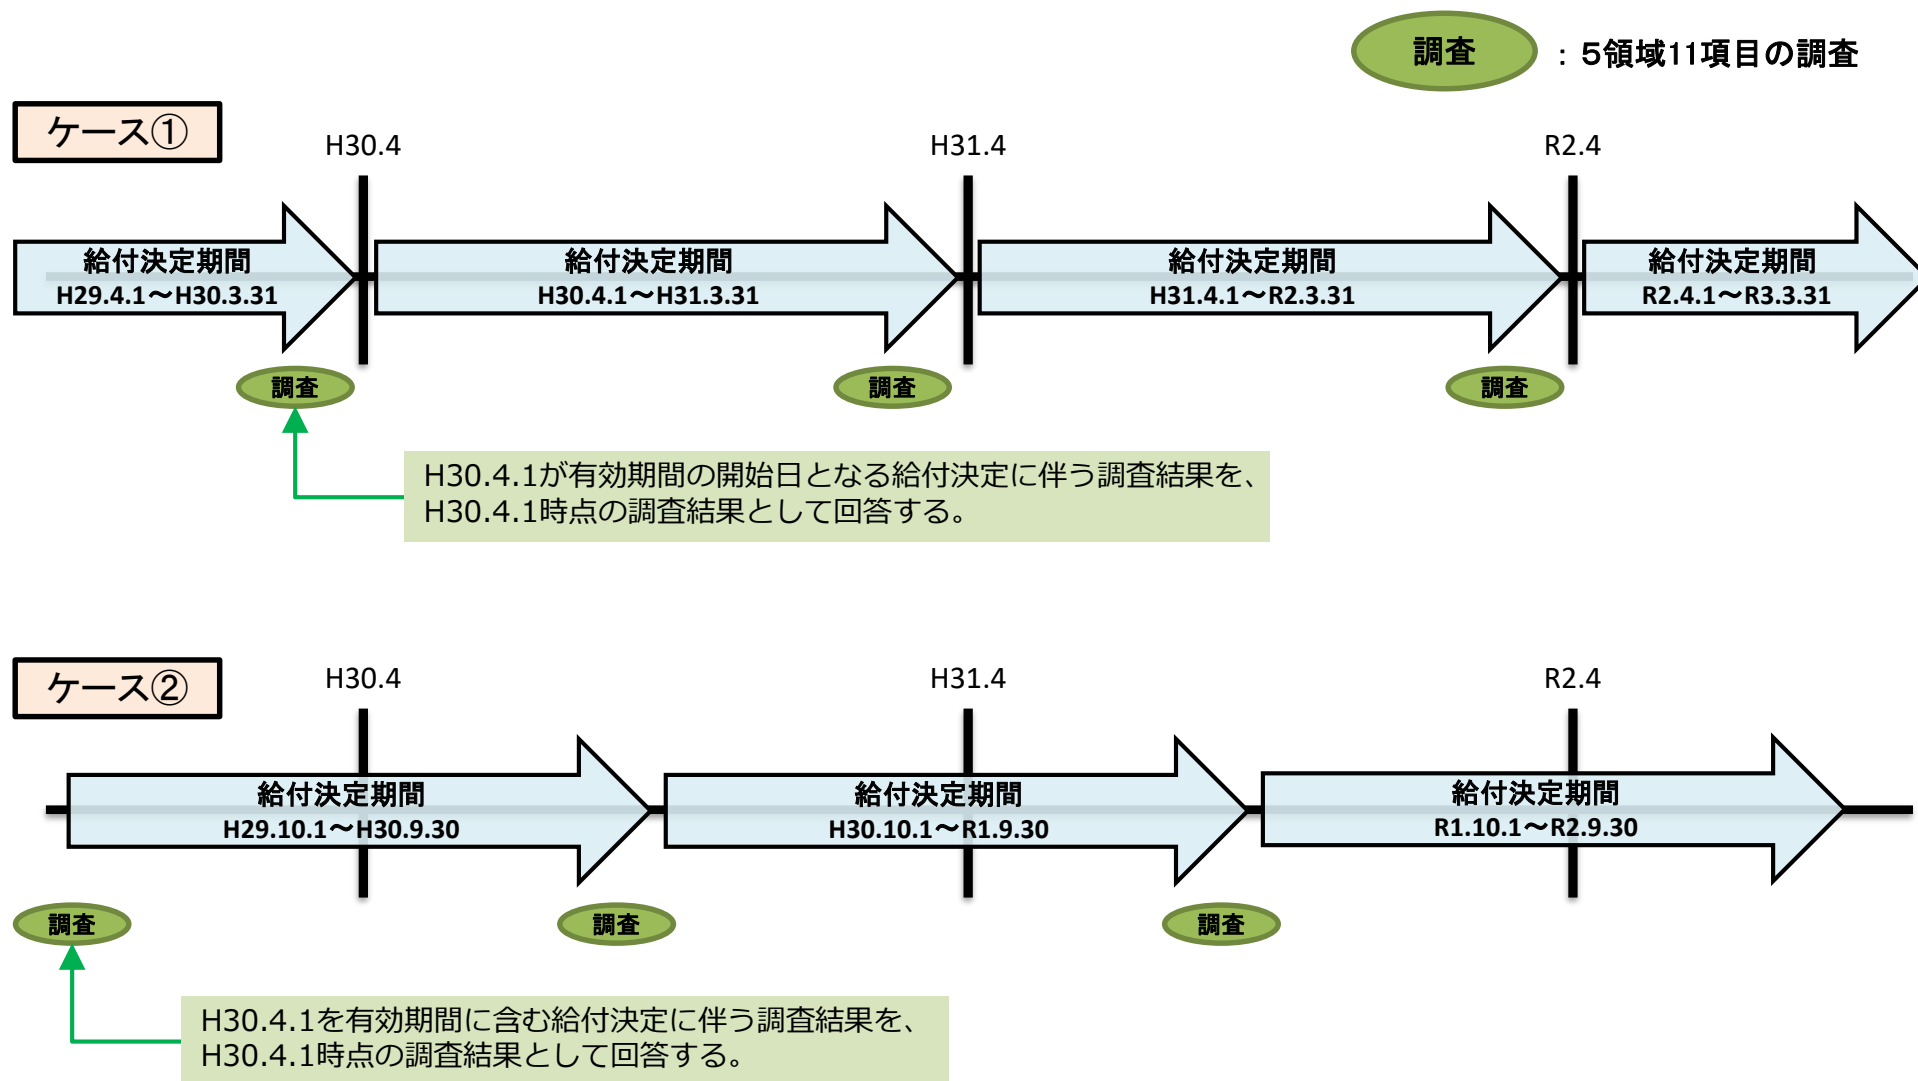 調査
：5領域11項目の調査
ケース①
H30.4
H31.4
R2.4
給付決定期間
H29.4.1～H30.3.31
給付決定期間
H30.4.1～H31.3.31
給付決定期間
H31.4.1～R2.3.31
給付決定期間
R2.4.1～R3.3.31
調査
調査
調査
H30.4.1が有効期間の開始日となる給付決定に伴う調査結果を、
H30.4.1時点の調査結果として回答する。
ケース②
H30.4
H31.4
R2.4
給付決定期間
H29.10.1～H30.9.30
給付決定期間
H30.10.1～R1.9.30
給付決定期間
R1.10.1～R2.9.30
調査
調査
調査
H30.4.1を有効期間に含む給付決定に伴う調査結果を、
H30.4.1時点の調査結果として回答する。